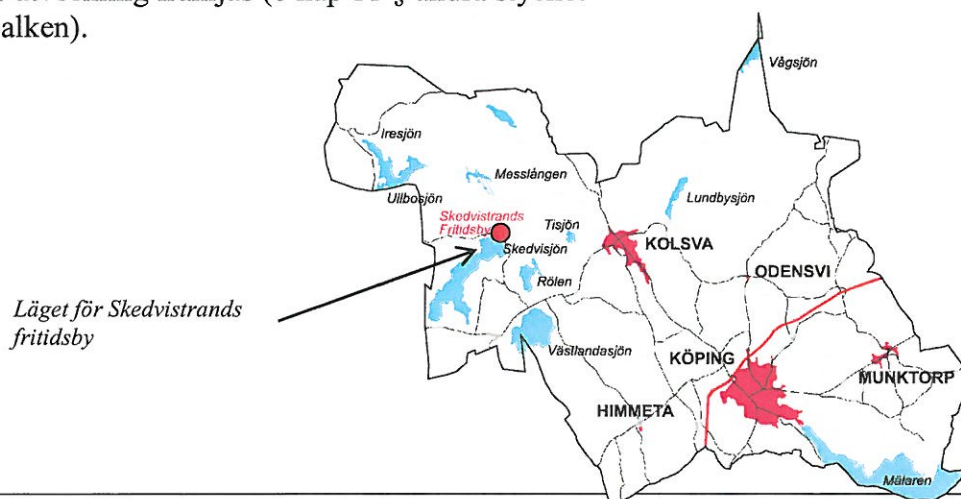 alken).
Vågsjön
Iresjön
Messlången
Ullbosjön
Lundbysjön
Skedvistrands
Fritidsby
Tisjön
Skedvisjön
KOLSVA
ODENSVI
Rölen
Läget för Skedvistrands
fritidsby
Västlandasjön
KÖPING
MUNKTORP
HIMMETA
Mälaren